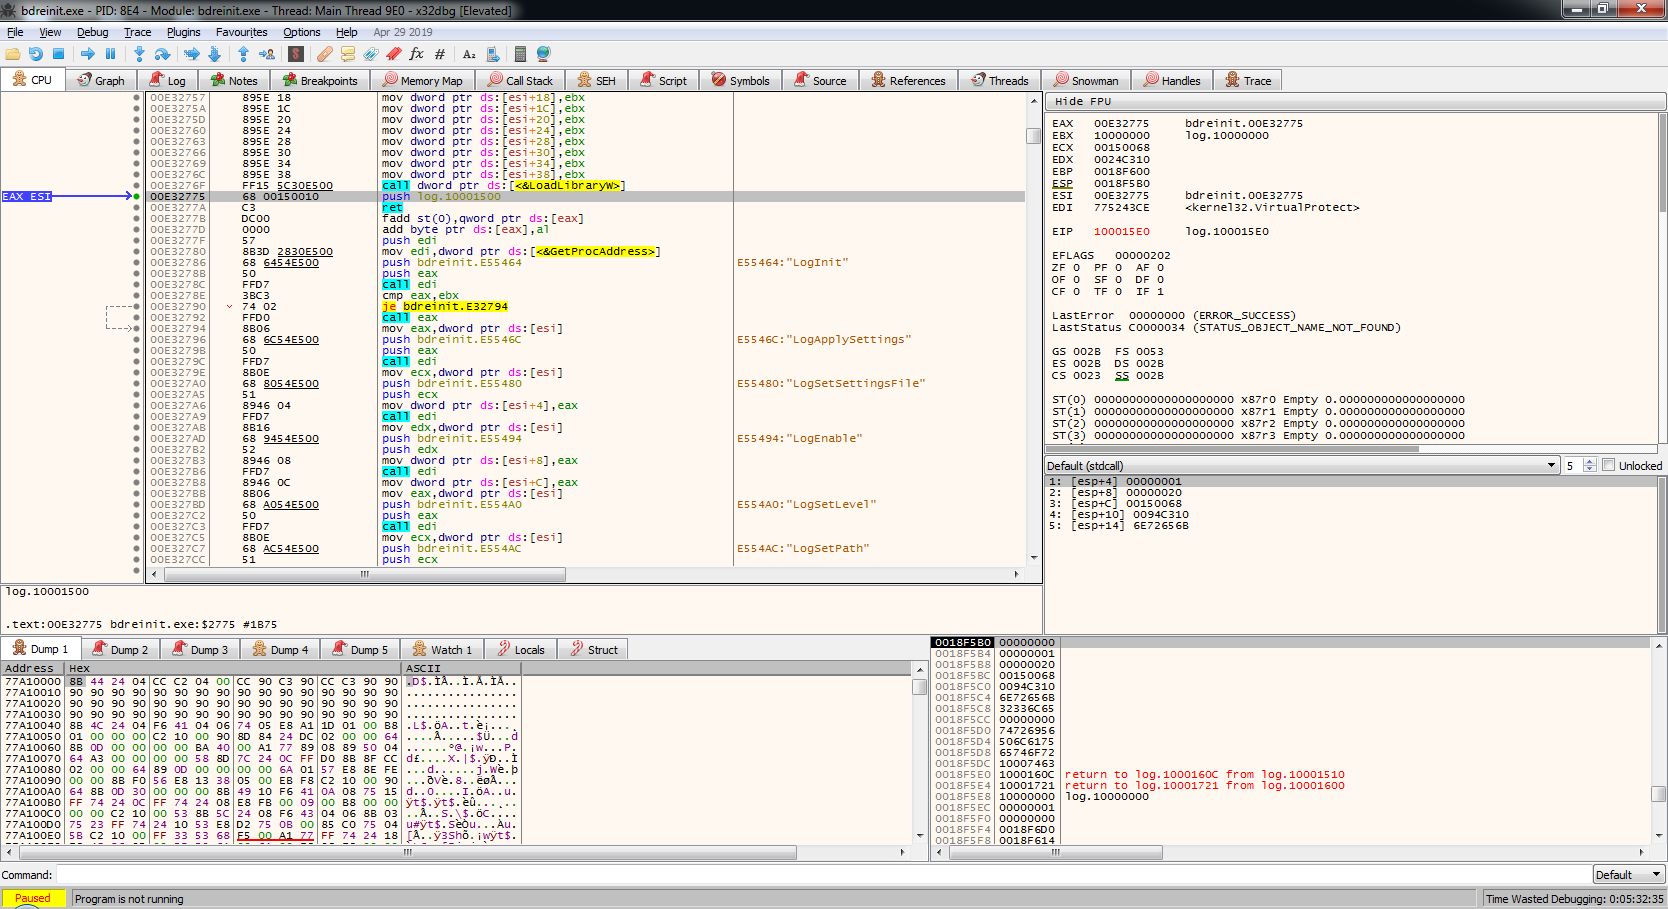 bdreinit.exe - PID: 8E4 - Module: bdreinit.exe - Thread: Main Thread 9E0 - x32dbg [Elevated]
File View Debug Trace Plugins Favourites Options Help Apr 29 2019
CPU Graph Log Notes Breakpoints Memory Map Call Stack SEH Script Symbols Source References Threads Snowman Handles Trace
00E32757 895E 18 mov dword ptr ds:[esi+18],ebx
00E3275A 895E 1C mov dword ptr ds:[esi+1C],ebx
00E3275D 895E 20 mov dword ptr ds:[esi+20],ebx
00E32760 895E 24 mov dword ptr ds:[esi+24],ebx
00E32763 895E 28 mov dword ptr ds:[esi+28],ebx
00E32766 895E 30 mov dword ptr ds:[esi+30],ebx
00E32769 895E 34 mov dword ptr ds:[esi+34],ebx
00E3276C 895E 38 mov dword ptr ds:[esi+38],ebx
00E3276F FF15 5C30E500 call dword ptr ds:[<&LoadLibraryW>]
EAX ESI 00E32775 68 00150010 push log.10001500
00E3277A C3 ret
00E3277B DC00 fadd st(0),qword ptr ds:[eax]
00E3277D 0000 add byte ptr ds:[eax],al
00E3277F 57 push edi
00E32780 8B3D 2830E500 mov edi,dword ptr ds:[<&GetProcAddress>]
00E32786 68 6454E500 push bdreinit.E55464 E55464:"LogInit"
00E3278B 50 push eax
00E3278C FFD7 call edi
00E3278E 3BC3 cmp eax,ebx
00E32790 74 02 je bdreinit.E32794
00E32792 FFD0 call eax
00E32794 8B06 mov eax,dword ptr ds:[esi]
00E32796 68 6C54E500 push bdreinit.E5546C E5546C:"LogApplySettings"
00E3279B 50 push eax
00E3279C FFD7 call edi
00E3279E 8B0E mov ecx,dword ptr ds:[esi]
00E327A0 68 8054E500 push bdreinit.E55480 E55480:"LogSetSettingsFile"
00E327A5 51 push ecx
00E327A6 8946 04 mov dword ptr ds:[esi+4],eax
00E327A9 FFD7 call edi
00E327AB 8B16 mov edx,dword ptr ds:[esi]
00E327AD 68 9454E500 push bdreinit.E55494 E55494:"LogEnable"
00E327B2 52 push edx
00E327B3 8946 08 mov dword ptr ds:[esi+8],eax
00E327B6 FFD7 call edi
00E327B8 8946 0C mov dword ptr ds:[esi+C],eax
00E327BB 8B06 mov eax,dword ptr ds:[esi]
00E327BD 68 A054E500 push bdreinit.E554A0 E554A0:"LogSetLevel"
00E327C2 50 push eax
00E327C3 FFD7 call edi
00E327C5 8B0E mov ecx,dword ptr ds:[esi]
00E327C7 68 AC54E500 push bdreinit.E554AC E554AC:"LogSetPath"
00E327CC 51 push ecx
log.10001500
.text:00E32775 bdreinit.exe:$2775 #1B75
Hide FPU
EAX 00E32775 bdreinit.00E32775
EBX 10000000 log.10000000
ECX 00150068
EDX 0024C310
EBP 0018F600
ESP 0018F5B0
ESI 00E32775 bdreinit.00E32775
EDI 775243CE <kernel32.VirtualProtect>
EIP 100015E0 log.100015E0
EFLAGS 00000202
ZF 0 PF 0 AF 0
OF 0 SF 0 DF 0
CF 0 TF 0 IF 1
LastError 00000000 (ERROR_SUCCESS)
LastStatus C0000034 (STATUS_OBJECT_NAME_NOT_FOUND)
GS 002B FS 0053
ES 002B DS 002B
CS 0023 SS 002B
ST(0) 00000000000000000000 x87r0 Empty 0.000000000000000000
ST(1) 00000000000000000000 x87r1 Empty 0.000000000000000000
ST(2) 00000000000000000000 x87r2 Empty 0.000000000000000000
ST(3) 00000000000000000000 x87r3 Empty 0.000000000000000000
Default (stdcall) 5 Unlocked
1: [esp+4] 00000001
2: [esp+8] 00000020
3: [esp+C] 00150068
4: [esp+10] 0094C310
5: [esp+14] 6E72656B
Dump 1 Dump 2 Dump 3 Dump 4 Dump 5 Watch 1 Locals Struct
Address Hex ASCII
77A10000 8B 44 24 04 CC C2 04 00 CC 90 C3 90 CC C3 90 90
77A10010 90 90 90 90 90 90 90 90 90 90 90 90 90 90 90 90
77A10020 90 90 90 90 90 90 90 90 90 90 90 90 90 90 90 90
77A10030 90 90 90 90 90 90 90 90 90 90 90 90 90 90 90 90
77A10040 8B 4C 24 04 F6 41 04 06 74 05 E8 A1 1D 01 00 B8
77A10050 01 00 00 00 C2 10 00 90 8D 84 24 DC 02 00 00 64
77A10060 8B 0D 00 00 00 00 BA 40 00 A1 77 89 08 89 50 04
77A10070 64 A3 00 00 00 00 58 8D 7C 24 0C FF D0 8B 8F CC
77A10080 02 00 00 64 89 0D 00 00 00 00 6A 01 57 E8 8E FE
77A10090 00 00 8B F0 56 E8 13 38 05 00 EB F8 C2 10 00 90
77A100A0 64 8B 0D 30 00 00 00 8B 49 10 F6 41 0A 08 75 15
77A100B0 FF 74 24 0C FF 74 24 08 E8 FB 00 09 00 B8 00 00
77A100C0 00 00 C2 10 00 53 8B 5C 24 08 F6 43 04 06 8B 03
77A100D0 75 23 FF 74 24 10 53 E8 D2 75 0B 00 85 C0 75 04
77A100E0 5B C2 10 00 FF 33 53 68 F5 00 A1 77 FF 74 24 18
0018F5B0 00000000
0018F5B4 00000001
0018F5B8 00000020
0018F5BC 00150068
0018F5C0 0094C310
0018F5C4 6E72656B
0018F5C8 32336C65
0018F5CC 00000000
0018F5D0 74726956
0018F5D4 506C6175
0018F5D8 65746F72
0018F5DC 10007463
0018F5E0 1000160C return to log.1000160C from log.10001510
0018F5E4 10001721 return to log.10001721 from log.10001600
0018F5E8 10000000 log.10000000
0018F5EC 00000001
0018F5F0 00000000
0018F5F4 0018F6D0
0018F5F8 0018F614
Command: Default
Paused Program is not running Time Wasted Debugging: 0:05:32:35